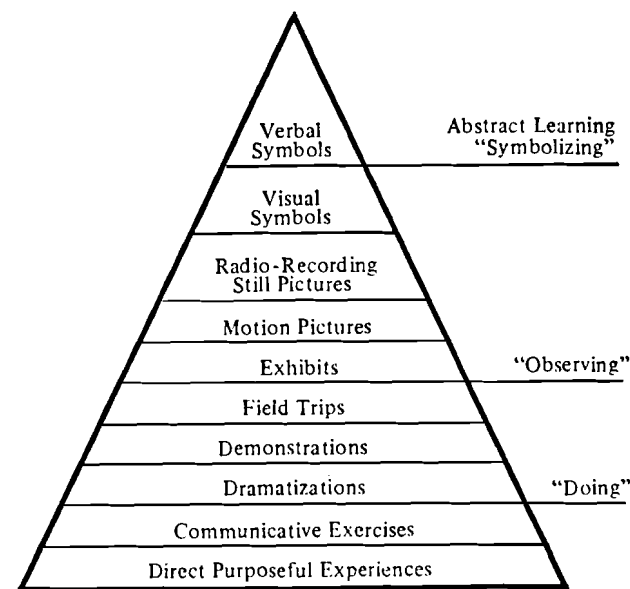 Verbal
Symbols
Abstract Learning
"Symbolizing"
Visual
Symbols
Radio-Recording
Still Pictures
Motion Pictures
Exhibits
"Observing"
Field Trips
Demonstrations
Dramatizations
"Doing"
Communicative Exercises
Direct Purposeful Experiences